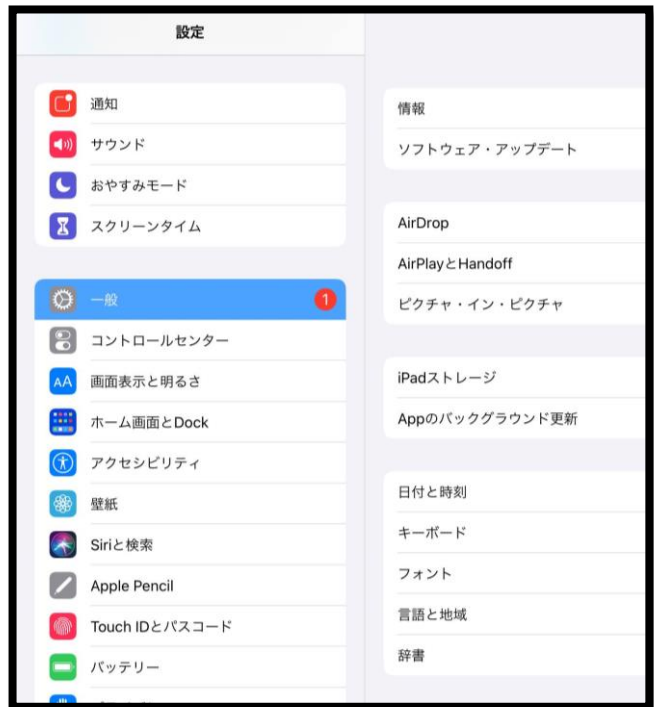 設定
通知
サウンド
おやすみモード
スクリーンタイム
一般
1
コントロールセンター
AA
画面表示と明るさ
ホーム画面とDock
アクセシビリティ
壁紙
Siriと検索
Apple Pencil
Touch IDとパスコード
バッテリー
情報
ソフトウェア・アップデート
AirDrop
AirPlayとHandoff
ピクチャ・イン・ピクチャ
iPadストレージ
Appのバックグラウンド更新
日付と時刻
キーボード
フォント
言語と地域
辞書